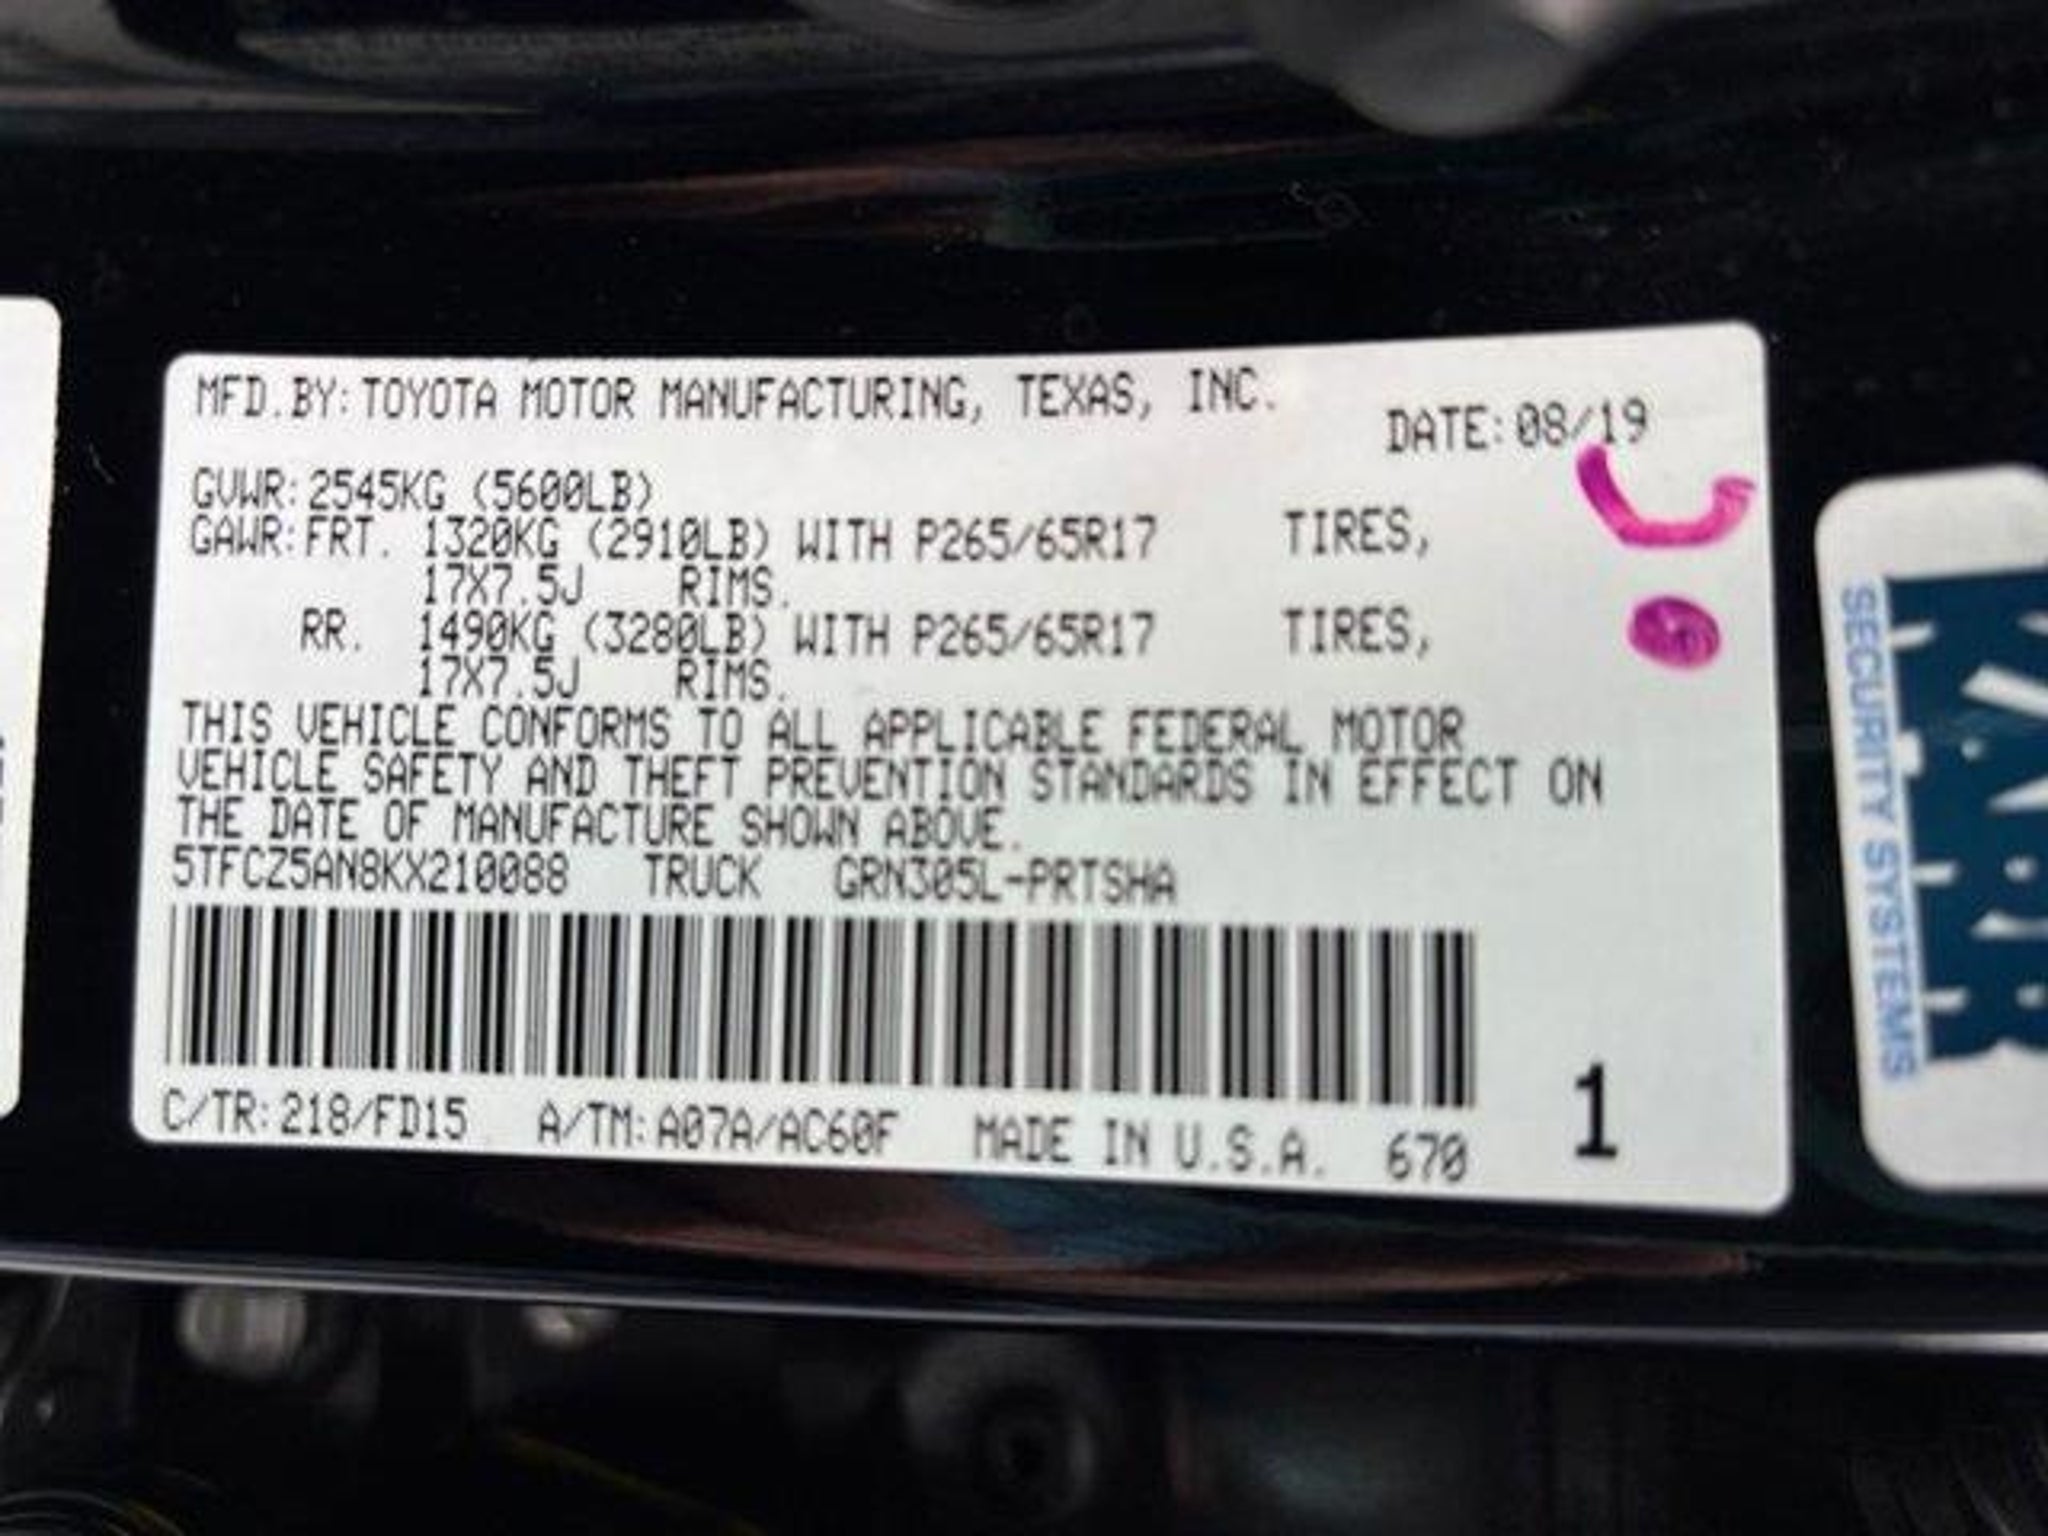 MFD.BY:TOYOTA MOTOR MANUFACTURING, TEXAS, INC.
DATE:08/19
GVWR:2545KG (5600LB)
GAWR:FRT. 1320KG (2910LB) WITH P265/65R17 TIRES,
17X7.5J RIMS.
RR. 1490KG (3280LB) WITH P265/65R17 TIRES,
17X7.5J RIMS.
THIS VEHICLE CONFORMS TO ALL APPLICABLE FEDERAL MOTOR
VEHICLE SAFETY AND THEFT PREVENTION STANDARDS IN EFFECT ON
THE DATE OF MANUFACTURE SHOWN ABOVE.
5TFCZ5AN8KX210088 TRUCK GRN305L-PRTSHA
C/TR:218/FD15 A/TM:A07A/AC60F MADE IN U.S.A. 670
1
SECURITY SYSTEMS